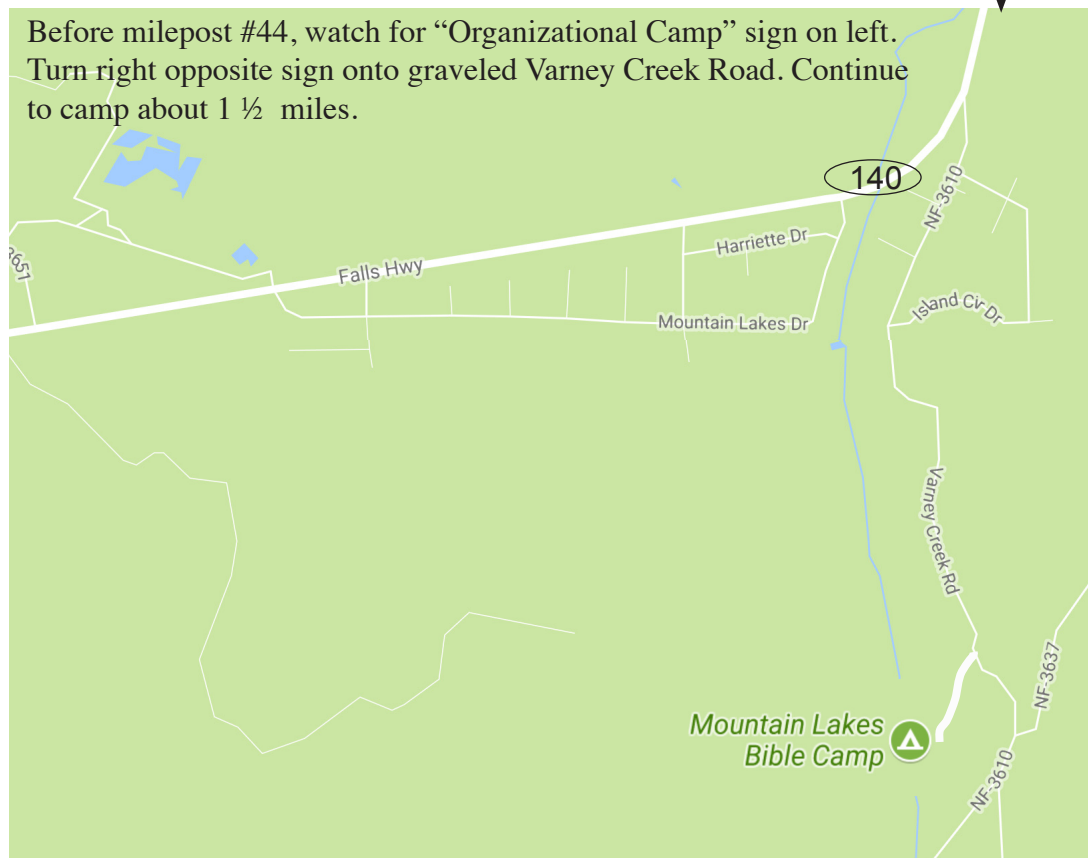 Before milepost #44, watch for “Organizational Camp” sign on left.
Turn right opposite sign onto graveled Varney Creek Road. Continue
to camp about 1 ½ miles.
140
NF-3610
Harriette Dr
Falls Hwy
Island Cir Dr
Mountain Lakes Dr
Varney Creek Rd
NF-3637
Mountain Lakes
Bible Camp
NF-3610